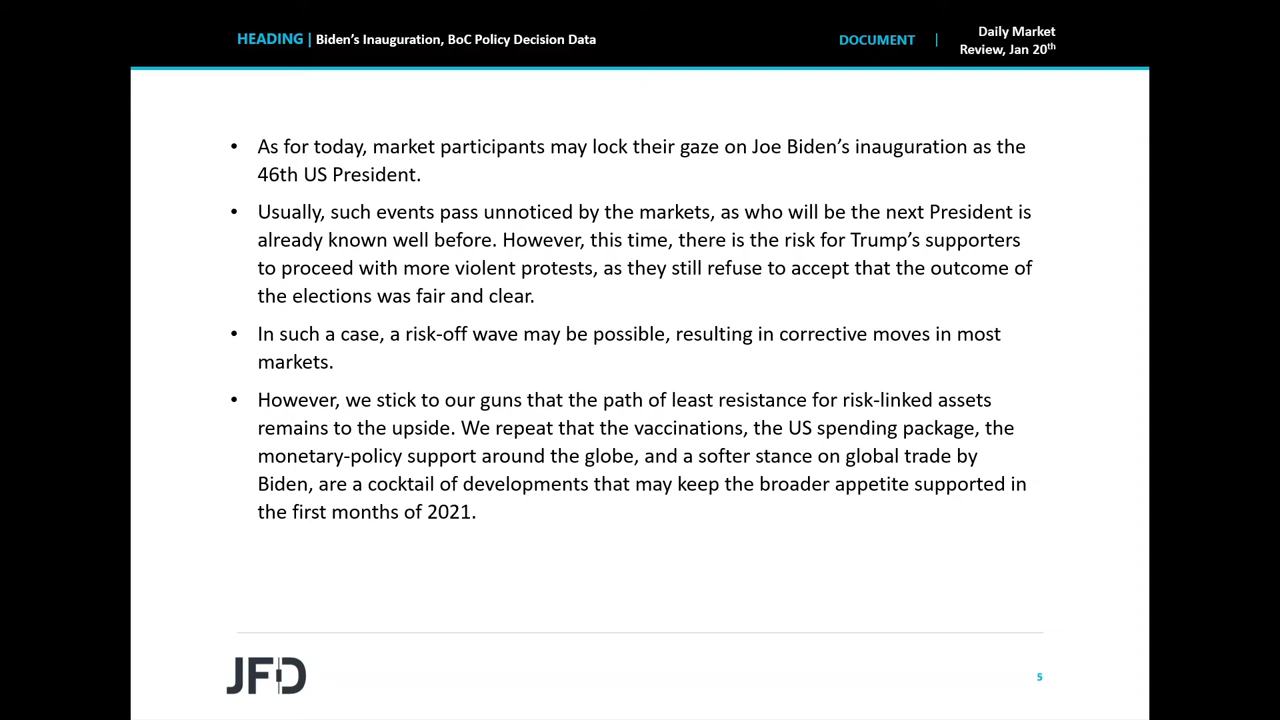 HEADING | Biden’s Inauguration, BoC Policy Decision Data
DOCUMENT |
Daily Market
Review, Jan 20th
• As for today, market participants may lock their gaze on Joe Biden’s inauguration as the
46th US President.
• Usually, such events pass unnoticed by the markets, as who will be the next President is
already known well before. However, this time, there is the risk for Trump’s supporters
to proceed with more violent protests, as they still refuse to accept that the outcome of
the elections was fair and clear.
• In such a case, a risk-off wave may be possible, resulting in corrective moves in most
markets.
• However, we stick to our guns that the path of least resistance for risk-linked assets
remains to the upside. We repeat that the vaccinations, the US spending package, the
monetary-policy support around the globe, and a softer stance on global trade by
Biden, are a cocktail of developments that may keep the broader appetite supported in
the first months of 2021.
JFD
5